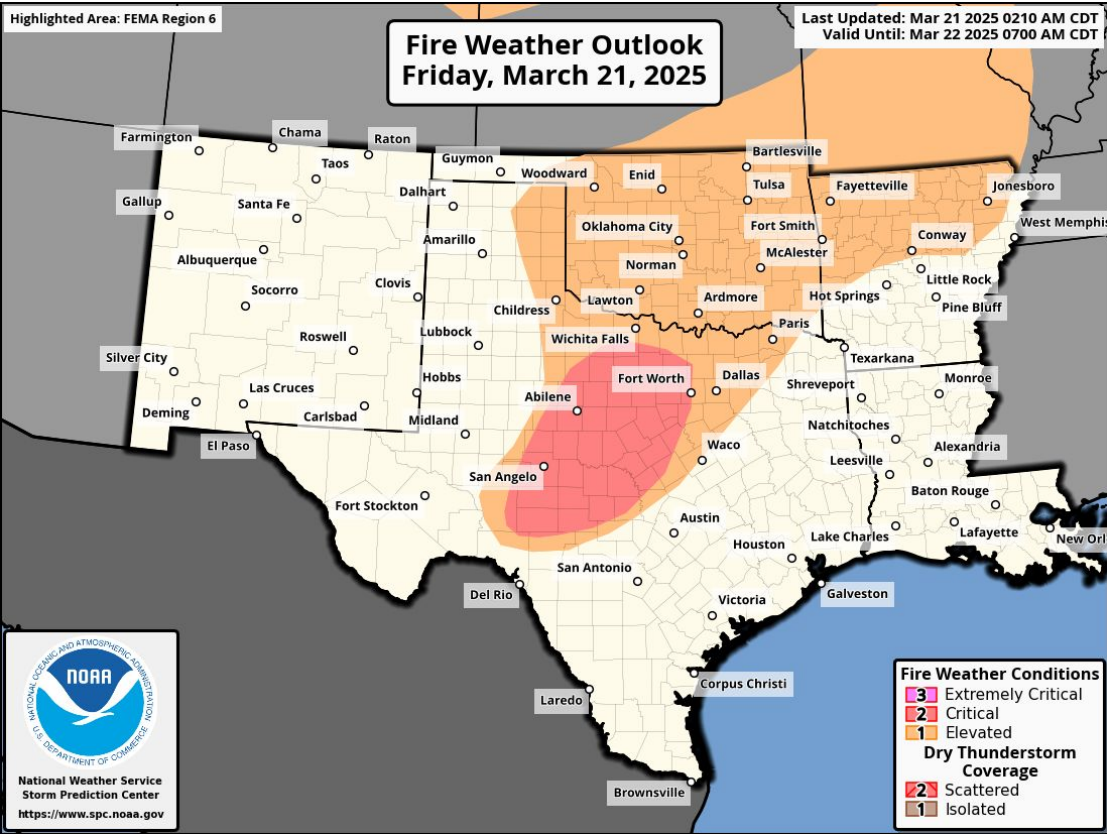 Highlighted Area: FEMA Region 6
Last Updated: Mar 21 2025 0210 AM CDT
Valid Until: Mar 22 2025 0700 AM CDT
Fire Weather Outlook
Friday, March 21, 2025
Farmington
Chama
Raton
Taos
Guymon
Woodward
Enid
Bartlesville
Tulsa
Fayetteville
Jonesboro
Gallup
Santa Fe
Dalhart
Oklahoma City
Fort Smith
West Memphis
Albuquerque
Amarillo
Norman
McAlester
Conway
Socorro
Clovis
Childress
Lawton
Ardmore
Hot Springs
Little Rock
Pine Bluff
Roswell
Lubbock
Wichita Falls
Paris
Texarkana
Silver City
Las Cruces
Hobbs
Fort Worth
Dallas
Shreveport
Monroe
Deming
Carlsbad
Midland
Abilene
Natchitoches
El Paso
San Angelo
Waco
Leesville
Alexandria
Fort Stockton
Austin
Baton Rouge
Houston
Lake Charles
Lafayette
New Orl
Del Rio
San Antonio
Victoria
Galveston
Laredo
Corpus Christi
Brownsville
NATIONAL OCEANIC AND ATMOSPHERIC ADMINISTRATION
NOAA
U.S. DEPARTMENT OF COMMERCE
National Weather Service
Storm Prediction Center
https://www.spc.noaa.gov
Fire Weather Conditions
3 Extremely Critical
2 Critical
1 Elevated
Dry Thunderstorm
Coverage
2 Scattered
1 Isolated